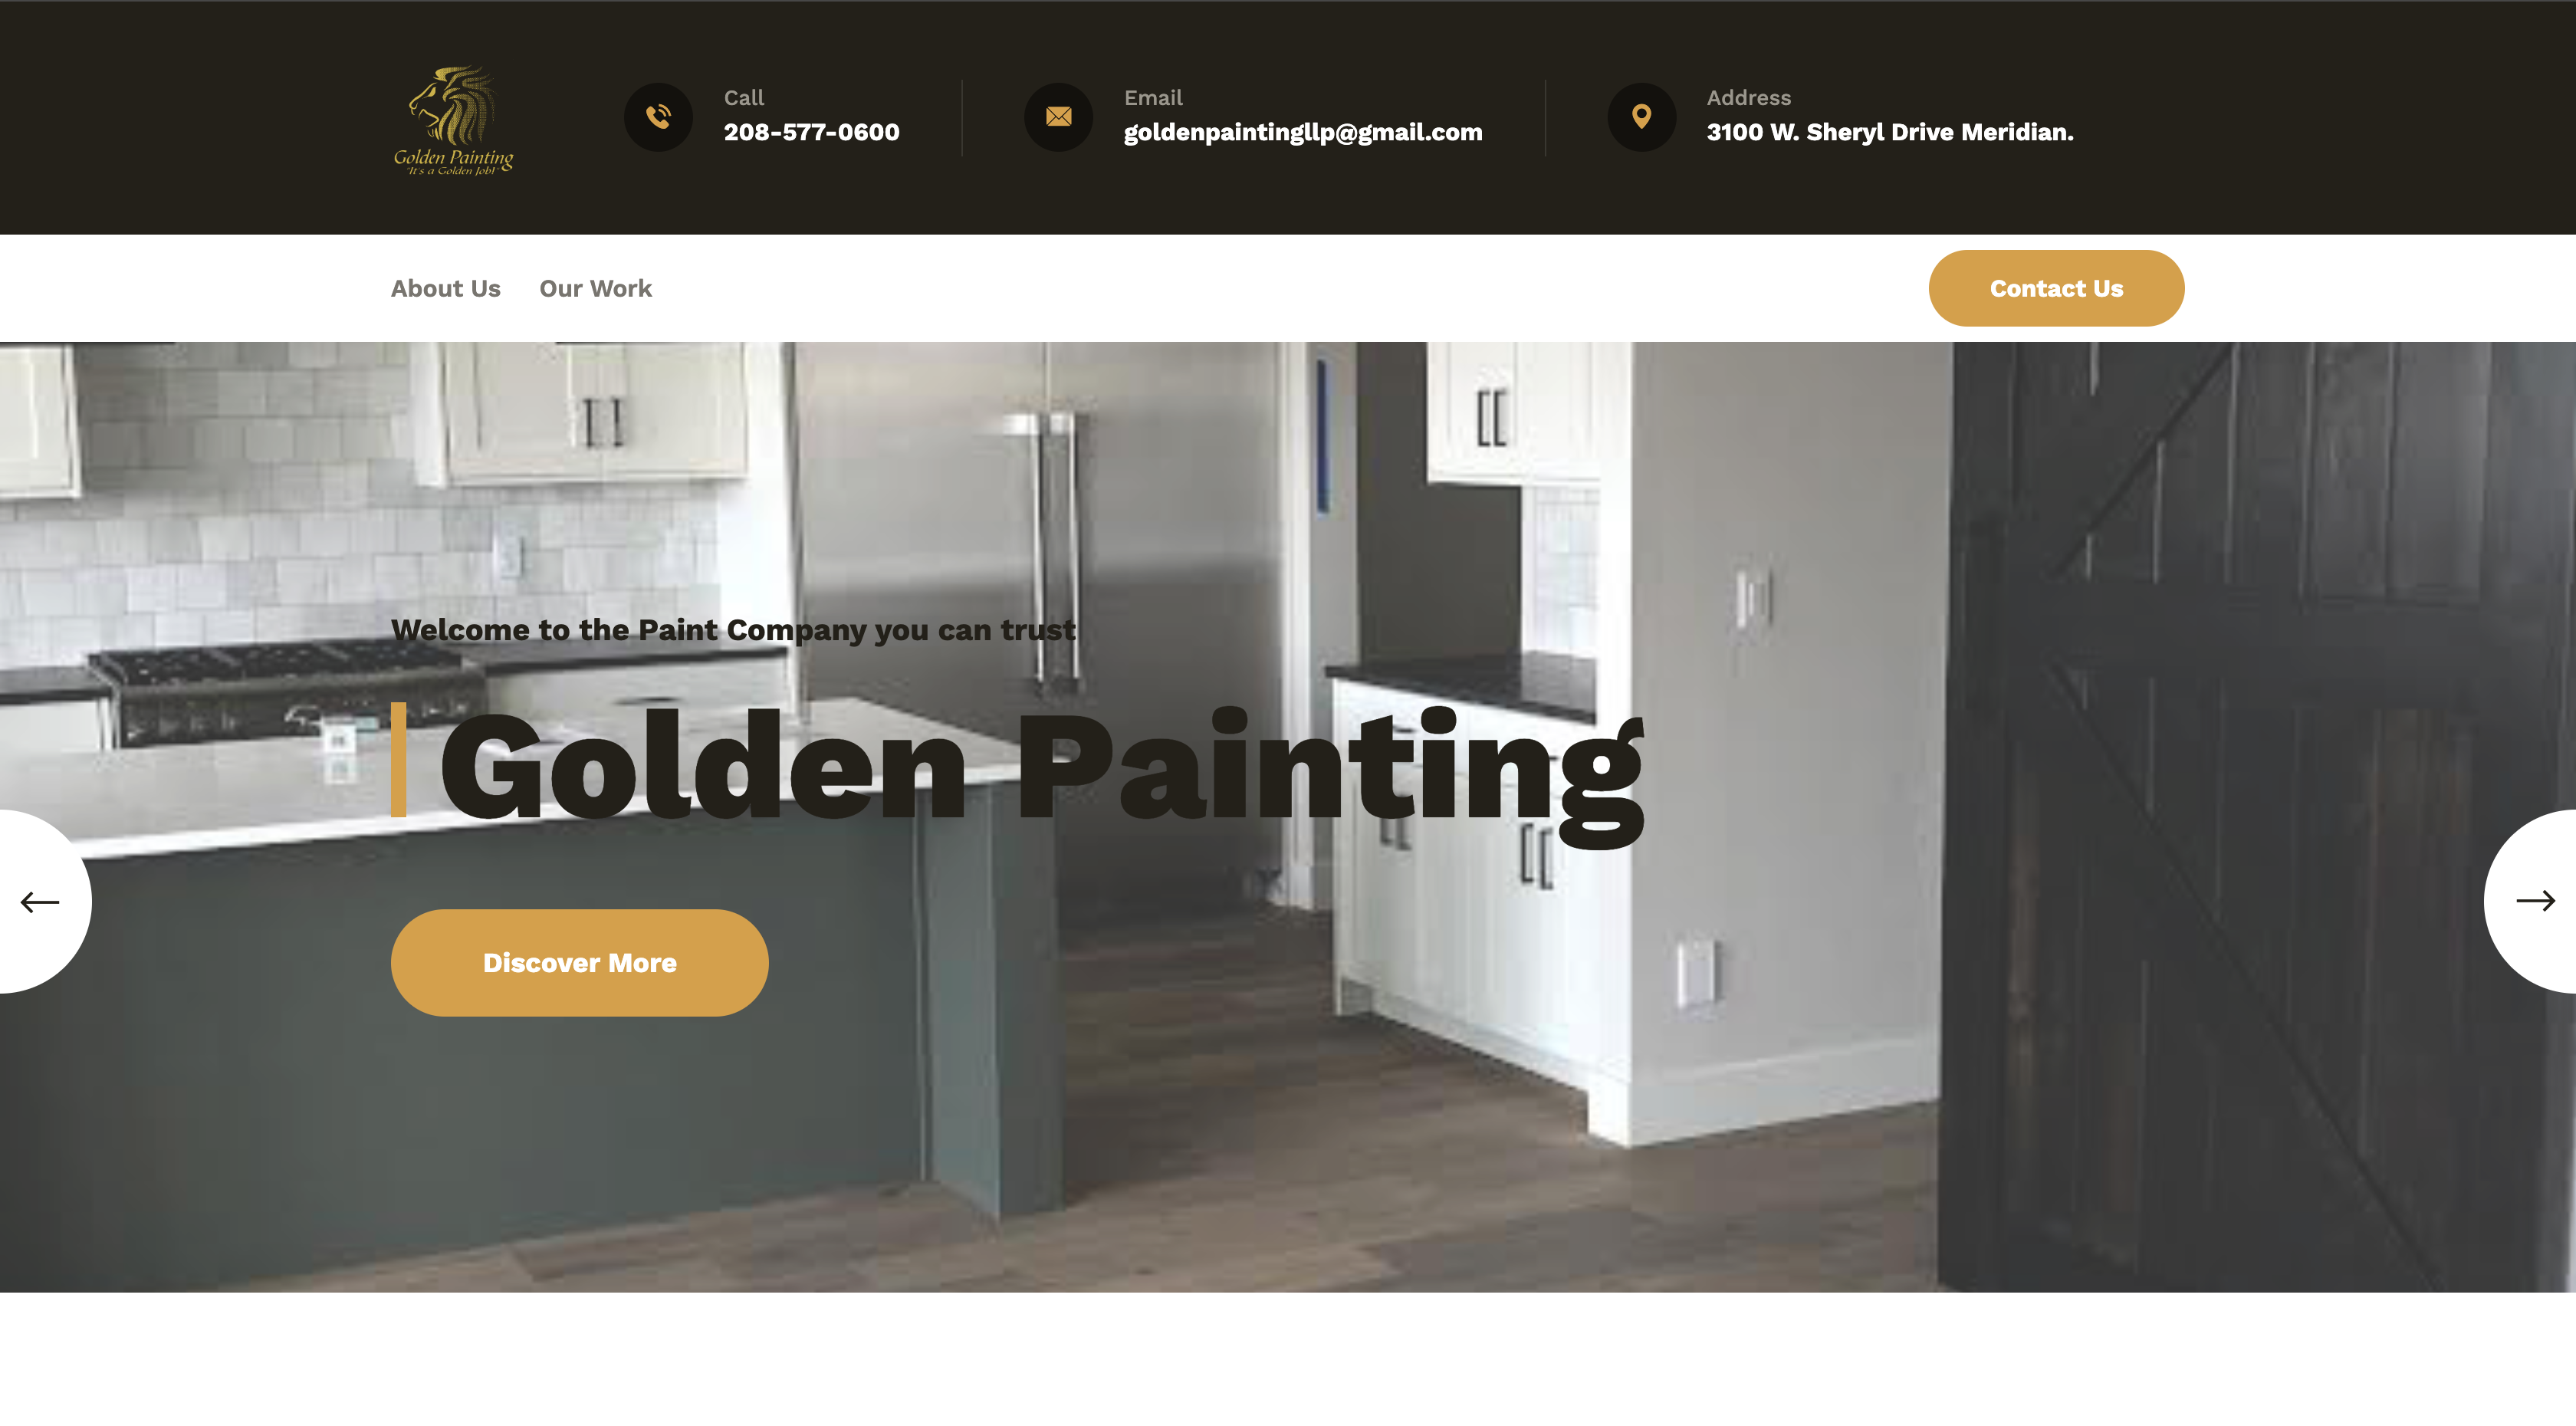 Golden Painting
"It's a Golden Job!"
Call
208-577-0600
Email
goldenpaintingllp@gmail.com
Address
3100 W. Sheryl Drive Meridian.
About Us
Our Work
Contact Us
Welcome to the Paint Company you can trust
Golden Painting
Discover More